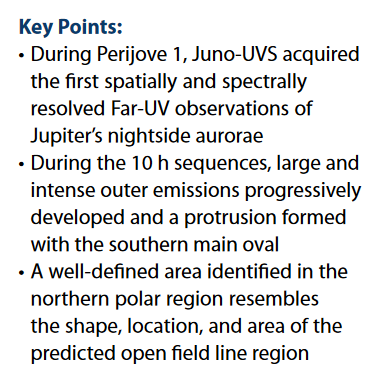 Key Points:
• During Perijove 1, Juno-UVS acquired
the first spatially and spectrally
resolved Far-UV observations of
Jupiter's nightside aurorae
• During the 10 h sequences, large and
intense outer emissions progressively
developed and a protrusion formed
with the southern main oval
• A well-defined area identified in the
northern polar region resembles
the shape, location, and area of the
predicted open field line region